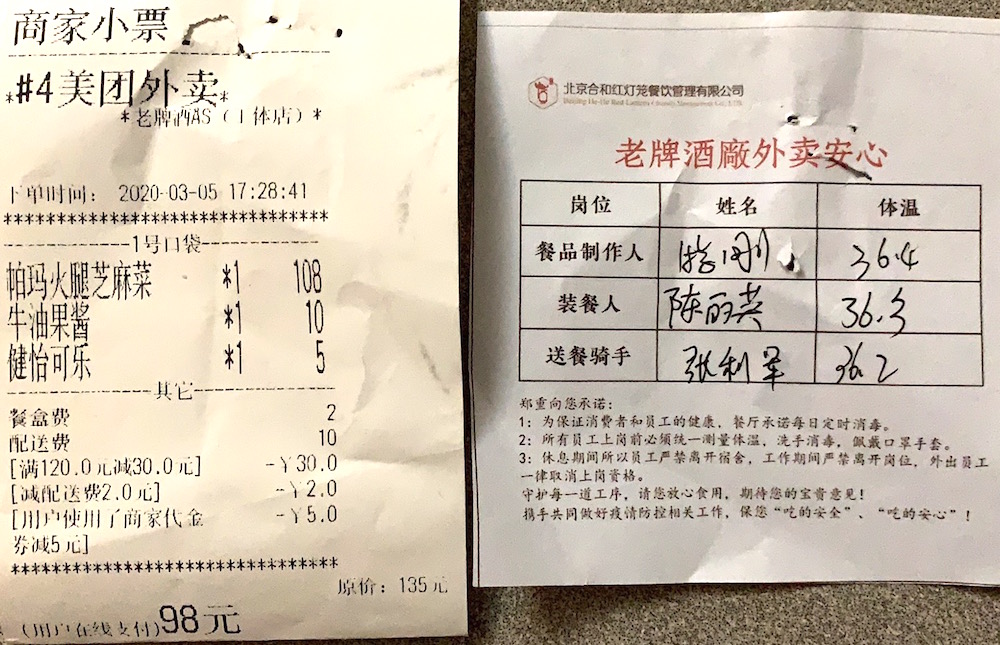 商家小票
*#4美团外卖*
*老牌酒AS（工体店）*
下单时间： 2020-03-05 17:28:41
********************************
1号口袋
帕玛火腿芝麻菜 *1 108
牛油果酱 *1 10
健怡可乐 *1 5
其它
餐盒费 2
配送费 10
[满120.0元减30.0元] -￥30.0
[减配送费2.0元] -￥2.0
[用户使用了商家代金 -￥5.0
券减5元]
********************************
原价：135元
(用户在线支付)98元
北京合和红灯笼餐饮管理有限公司
老牌酒廠外卖安心
岗位 姓名 体温
餐品制作人 36.4
装餐人 陈丽英 36.3
送餐骑手 张利军 36.2
郑重向您承诺：
1：为保证消费者和员工的健康，餐厅承诺每日定时消毒。
2：所有员工上岗前必须统一测量体温，洗手消毒，佩戴口罩手套。
3：休息期间所以员工严禁离开宿舍，工作期间严禁离开岗位，外出员工
一律取消上岗资格。
守护每一道工序，请您放心食用，期待您的宝贵意见！
携手共同做好疫情防控相关工作，保您“吃的安全”、“吃的安心”！